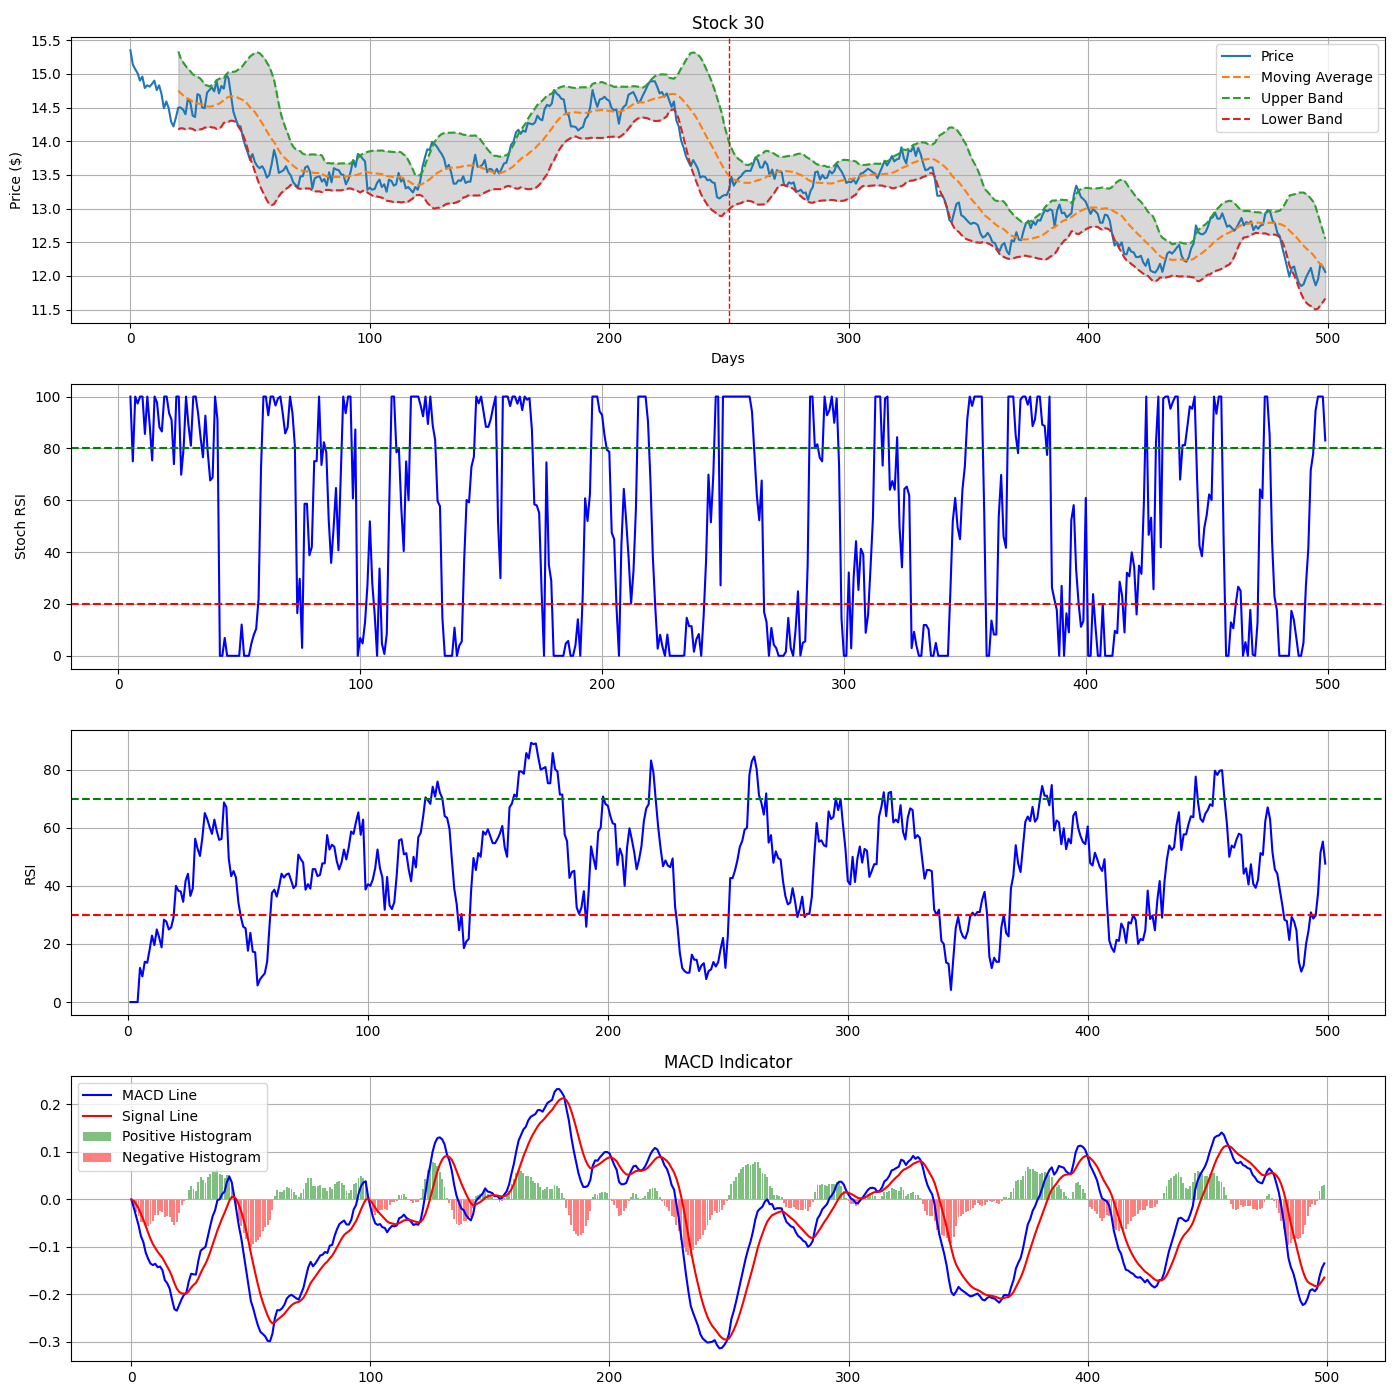 Stock 30
15.5
15.0
14.5
14.0
13.5
13.0
12.5
12.0
11.5
Price ($)
Price
Moving Average
Upper Band
Lower Band
0 100 200 300 400 500
Days
100
80
60
40
20
0
Stoch RSI
0 100 200 300 400 500
80
60
40
20
0
RSI
0 100 200 300 400 500
MACD Indicator
0.2
0.1
0.0
−0.1
−0.2
−0.3
MACD Line
Signal Line
Positive Histogram
Negative Histogram
0 100 200 300 400 500